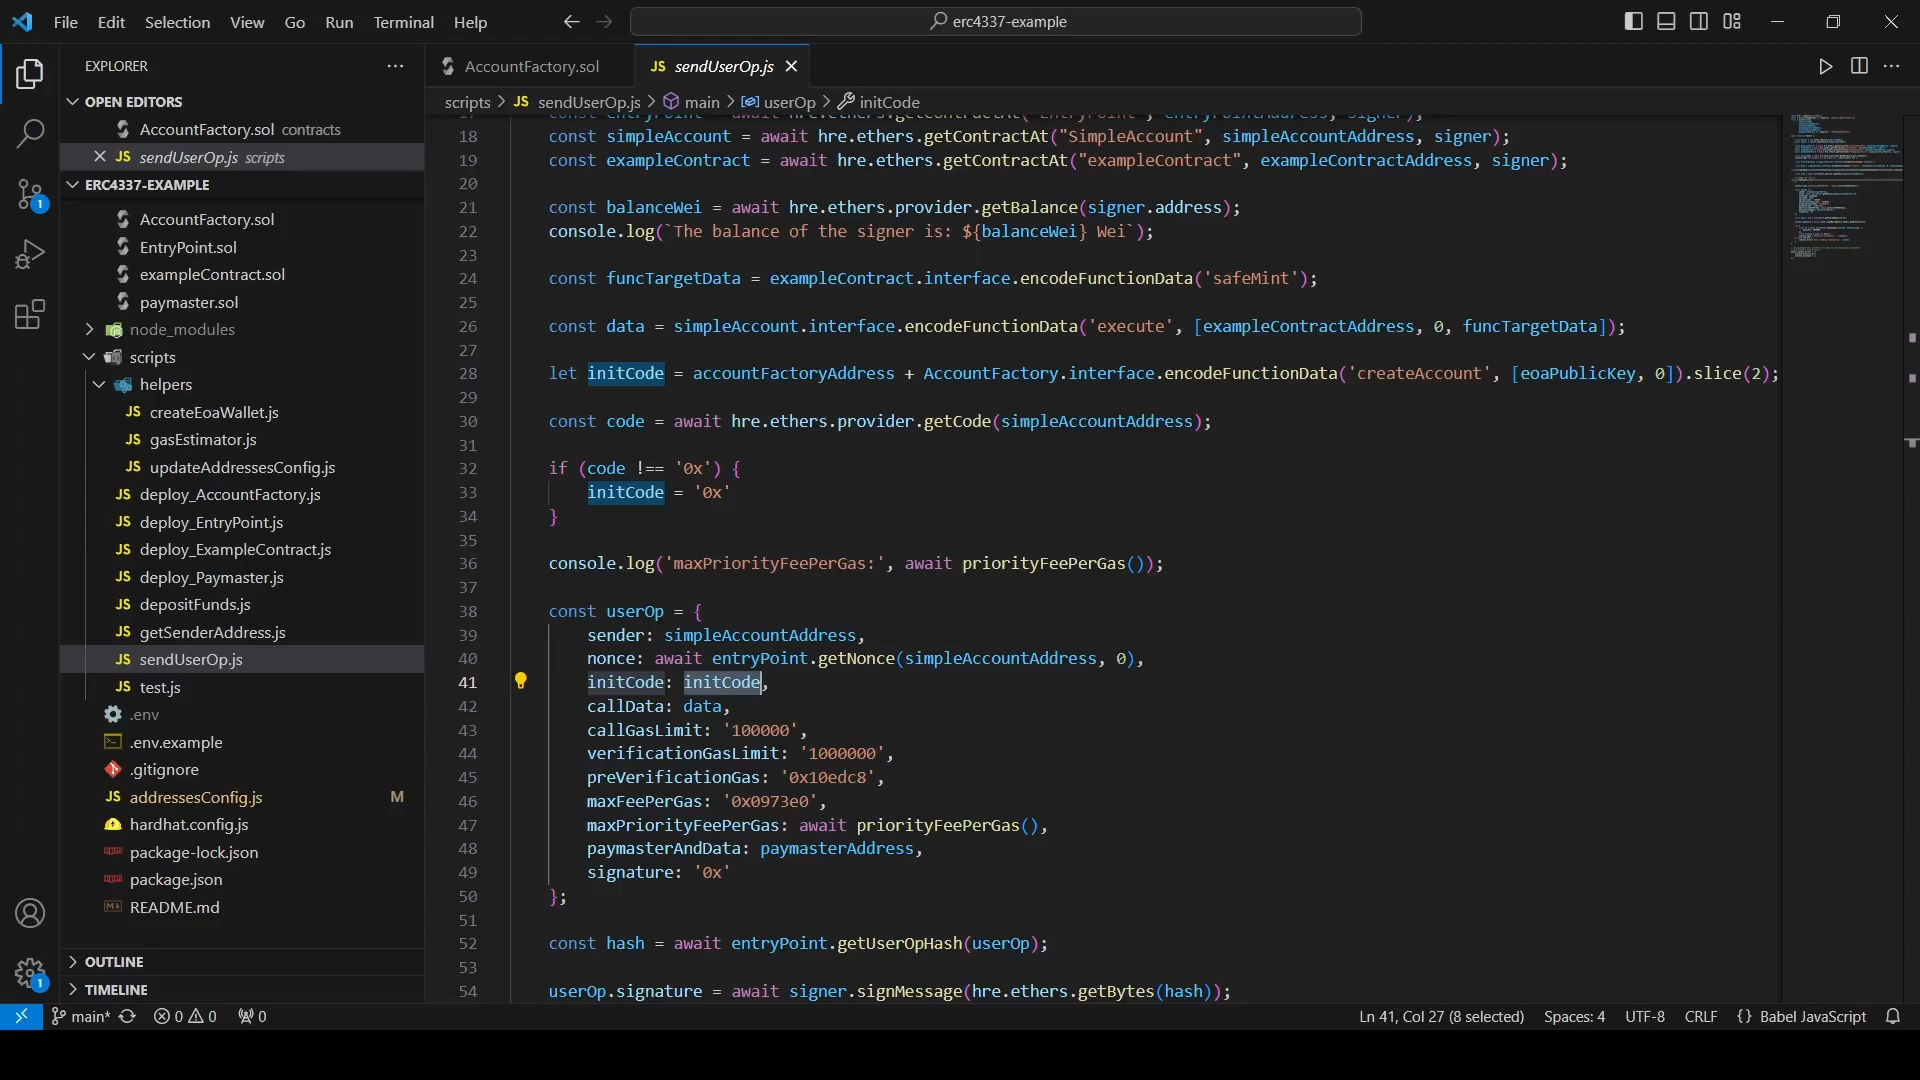 File Edit Selection View Go Run Terminal Help
erc4337-example
EXPLORER
OPEN EDITORS
AccountFactory.sol contracts
JS sendUserOp.js scripts
ERC4337-EXAMPLE
AccountFactory.sol
EntryPoint.sol
exampleContract.sol
paymaster.sol
node_modules
scripts
helpers
JS createEoaWallet.js
JS gasEstimator.js
JS updateAddressesConfig.js
JS deploy_AccountFactory.js
JS deploy_EntryPoint.js
JS deploy_ExampleContract.js
JS deploy_Paymaster.js
JS depositFunds.js
JS getSenderAddress.js
JS sendUserOp.js
JS test.js
.env
.env.example
.gitignore
JS addressesConfig.js M
hardhat.config.js
package-lock.json
package.json
README.md
OUTLINE
TIMELINE
1
1
AccountFactory.sol
JS sendUserOp.js
scripts > JS sendUserOp.js > main > userOp > initCode
17 const entryPoint = await hre.ethers.getContractAt("EntryPoint", entryPointAddress, signer);
18 const simpleAccount = await hre.ethers.getContractAt("SimpleAccount", simpleAccountAddress, signer);
19 const exampleContract = await hre.ethers.getContractAt("exampleContract", exampleContractAddress, signer);
20
21 const balanceWei = await hre.ethers.provider.getBalance(signer.address);
22 console.log(`The balance of the signer is: ${balanceWei} Wei`);
23
24 const funcTargetData = exampleContract.interface.encodeFunctionData('safeMint');
25
26 const data = simpleAccount.interface.encodeFunctionData('execute', [exampleContractAddress, 0, funcTargetData]);
27
28 let initCode = accountFactoryAddress + AccountFactory.interface.encodeFunctionData('createAccount', [eoaPublicKey, 0]).slice(2);
29
30 const code = await hre.ethers.provider.getCode(simpleAccountAddress);
31
32 if (code !== '0x') {
33 initCode = '0x'
34 }
35
36 console.log('maxPriorityFeePerGas:', await priorityFeePerGas());
37
38 const userOp = {
39 sender: simpleAccountAddress,
40 nonce: await entryPoint.getNonce(simpleAccountAddress, 0),
41 initCode: initCode,
42 callData: data,
43 callGasLimit: '100000',
44 verificationGasLimit: '1000000',
45 preVerificationGas: '0x10edc8',
46 maxFeePerGas: '0x0973e0',
47 maxPriorityFeePerGas: await priorityFeePerGas(),
48 paymasterAndData: paymasterAddress,
49 signature: '0x'
50 };
51
52 const hash = await entryPoint.getUserOpHash(userOp);
53
54 userOp.signature = await signer.signMessage(hre.ethers.getBytes(hash));
main* 0 0 0 Ln 41, Col 27 (8 selected) Spaces: 4 UTF-8 CRLF {} Babel JavaScript